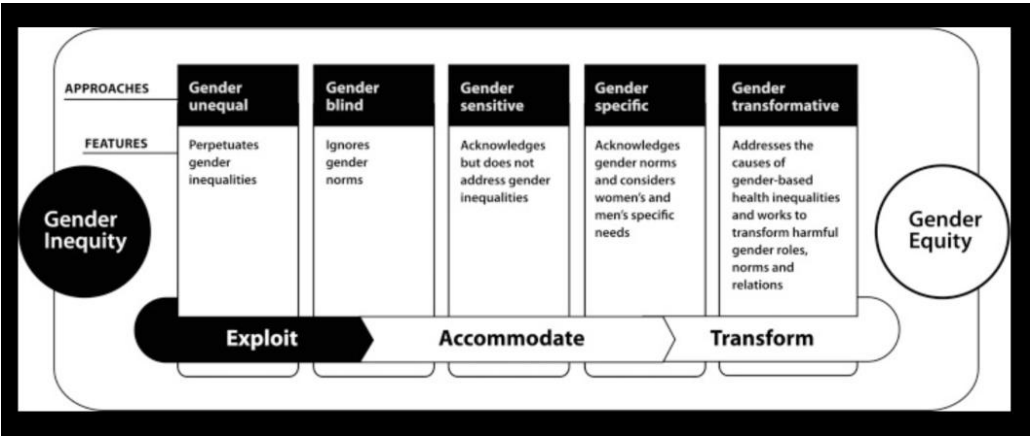 APPROACHES
Gender
unequal
Gender
blind
Gender
sensitive
Gender
specific
Gender
transformative
FEATURES
Perpetuates
gender
inequalities
Ignores
gender
norms
Acknowledges
but does not
address gender
inequalities
Acknowledges
gender norms
and considers
women's and
men's specific
needs
Addresses the
causes of
gender-based
health inequalities
and works to
transform harmful
gender roles,
norms and
relations
Gender
Inequity
Gender
Equity
Exploit
Accommodate
Transform